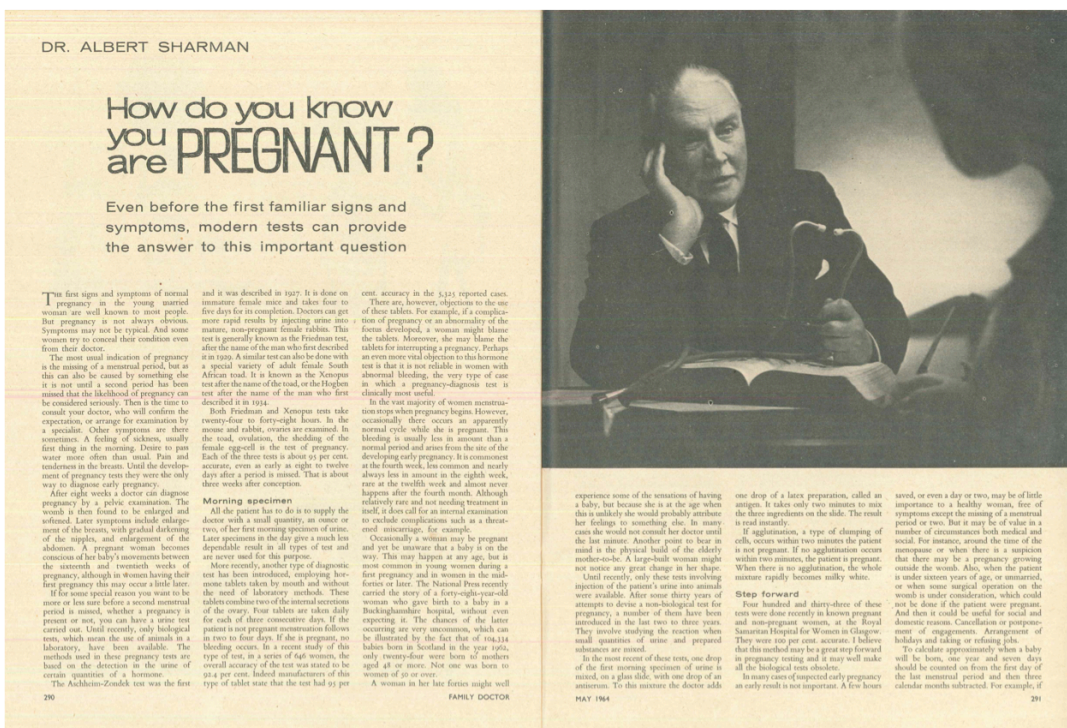 DR. ALBERT SHARMAN
How do you know
you
are PREGNANT?
Even before the first familiar signs and
symptoms, modern tests can provide
the answer to this important question
THE first signs and symptoms of normal
pregnancy in the young married
woman are well known to most people.
But pregnancy is not always obvious.
Symptoms may not be typical. And some
women try to conceal their condition even
from their doctor.
The most usual indication of pregnancy
is the missing of a menstrual period, but as
this can also be caused by something else
it is not until a second period has been
missed that the likelihood of pregnancy can
be considered seriously. Then is the time to
consult your doctor, who will confirm the
expectation, or arrange for examination by
a specialist. Other symptoms are there
sometimes. A feeling of sickness, usually
first thing in the morning. Desire to pass
water more often than usual. Pain and
tenderness in the breasts. Until the develop-
ment of pregnancy tests they were the only
way to diagnose early pregnancy.
After eight weeks a doctor can diagnose
pregnancy by a pelvic examination. The
womb is then found to be enlarged and
softened. Later symptoms include enlarge-
ment of the breasts, with gradual darkening
of the nipples, and enlargement of the
abdomen. A pregnant woman becomes
conscious of her baby's movements between
the sixteenth and twentieth weeks of
pregnancy, although in women having their
first pregnancy this may occur a little later.
If for some special reason you want to be
more or less sure before a second menstrual
period is missed, whether a pregnancy is
present or not, you can have a urine test
carried out. Until recently, only biological
tests, which mean the use of animals in a
laboratory, have been available. The
methods used in these pregnancy tests are
based on the detection in the urine of
certain quantities of a hormone.
The Aschheim-Zondek test was the first
and it was described in 1927. It is done on
immature female mice and takes four to
five days for its completion. Doctors can get
more rapid results by injecting urine into
mature, non-pregnant female rabbits. This
test is generally known as the Friedman test,
after the name of the man who first described
it in 1929. A similar test can also be done with
a special variety of adult female South
African toad. It is known as the Xenopus
test after the name of the toad, or the Hogben
test after the name of the man who first
described it in 1934.
Both Friedman and Xenopus tests take
twenty-four to forty-eight hours. In the
mouse and rabbit, ovaries are examined. In
the toad, ovulation, the shedding of the
female egg-cell is the test of pregnancy.
Each of the three tests is about 95 per cent.
accurate, even as early as eight to twelve
days after a period is missed. That is about
three weeks after conception.
Morning specimen
All the patient has to do is to supply the
doctor with a small quantity, an ounce or
two, of her first morning specimen of urine.
Later specimens in the day give a much less
dependable result in all types of test and
are never used for this purpose.
More recently, another type of diagnostic
test has been introduced, employing hor-
mone tablets taken by mouth and without
the need of laboratory methods. These
tablets combine two of the internal secretions
of the ovary. Four tablets are taken daily
for each of three consecutive days. If the
patient is not pregnant menstruation follows
in two to four days. If she is pregnant, no
bleeding occurs. In a recent study of this
type of test, in a series of 646 women, the
overall accuracy of the test was stated to be
92.4 per cent. Indeed manufacturers of this
type of tablet state that the test had 95 per
cent. accuracy in the 5,325 reported cases.
There are, however, objections to the use
of these tablets. For example, if a complica-
tion of pregnancy or an abnormality of the
foetus developed, a woman might blame
the tablets. Moreover, she may blame the
tablets for interrupting a pregnancy. Perhaps
an even more vital objection to this hormone
test is that it is not reliable in women with
abnormal bleeding, the very type of case
in which a pregnancy-diagnosis test is
clinically most useful.
In the vast majority of women menstrua-
tion stops when pregnancy begins. However,
occasionally there occurs an apparently
normal cycle while she is pregnant. This
bleeding is usually less in amount than a
normal period and arises from the site of the
developing early pregnancy. It is commonest
at the fourth week, less common and nearly
always less in amount in the eighth week,
rare at the twelfth week and almost never
happens after the fourth month. Although
relatively rare and not needing treatment in
itself, it does call for an internal examination
to exclude complications such as a threat-
ened miscarriage, for example.
Occasionally a woman may be pregnant
and yet be unaware that a baby is on the
way. This may happen at any age, but is
most common in young women during a
first pregnancy and in women in the mid-
forties or later. The National Press recently
carried the story of a forty-eight-year-old
woman who gave birth to a baby in a
Buckinghamshire hospital, without even
expecting it. The chances of the latter
occurring are very uncommon, which can
be illustrated by the fact that of 104,334
babies born in Scotland in the year 1962,
only twenty-four were born to mothers
aged 48 or more. Not one was born to
women of 50 or over.
A woman in her late forties might well
290
FAMILY DOCTOR
experience some of the sensations of having
a baby, but because she is at the age when
this is unlikely she would probably attribute
her feelings to something else. In many
cases she would not consult her doctor until
the last minute. Another point to bear in
mind is the physical build of the elderly
mother-to-be. A large-built woman might
not notice any great change in her shape.
Until recently, only these tests involving
injection of the patient's urine into animals
were available. After some thirty years of
attempts to devise a non-biological test for
pregnancy, a number of them have been
introduced in the last two to three years.
They involve studying the reaction when
small quantities of urine and prepared
substances are mixed.
In the most recent of these tests, one drop
of the first morning specimen of urine is
mixed, on a glass slide, with one drop of an
antiserum. To this mixture the doctor adds
one drop of a latex preparation, called an
antigen. It takes only two minutes to mix
the three ingredients on the slide. The result
is read instantly.
If agglutination, a type of clumping of
cells, occurs within two minutes the patient
is not pregnant. If no agglutination occurs
within two minutes, the patient is pregnant.
When there is no agglutination, the whole
mixture rapidly becomes milky white.
Step forward
Four hundred and thirty-three of these
tests were done recently in known pregnant
and non-pregnant women, at the Royal
Samaritan Hospital for Women in Glasgow.
They were 100 per cent. accurate. I believe
that this method may be a great step forward
in pregnancy testing and it may well make
all the biological tests obsolete.
In many cases of suspected early pregnancy
an early result is not important. A few hours
saved, or even a day or two, may be of little
importance to a healthy woman, free of
symptoms except the missing of a menstrual
period or two. But it may be of value in a
number of circumstances both medical and
social. For instance, around the time of the
menopause or when there is a suspicion
that there may be a pregnancy growing
outside the womb. Also, when the patient
is under sixteen years of age, or unmarried,
or when some surgical operation on the
womb is under consideration, which could
not be done if the patient were pregnant.
And then it could be useful for social and
domestic reasons. Cancellation or postpone-
ment of engagements. Arrangement of
holidays and taking or refusing jobs.
To calculate approximately when a baby
will be born, one year and seven days
should be counted on from the first day of
the last menstrual period and then three
calendar months subtracted. For example, if
MAY 1964
291